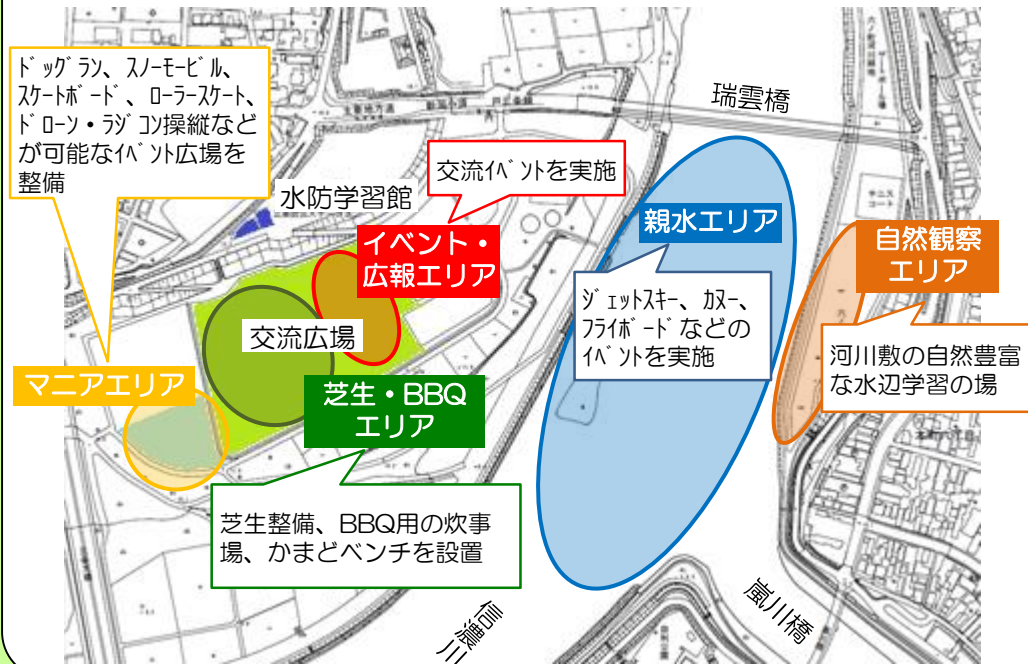 ドッグラン、スノーモービル、
スケートボード、ローラースケート、
ドローン・ラジコン操縦など
が可能なイベント広場を
整備
瑞雲橋
交流イベントを実施
水防学習館
イベント・
広報エリア
親水エリア
テニス
コート
自然観察
エリア
ジェットスキー、カヌー、
フライボードなどの
イベントを実施
交流広場
河川敷の自然豊富
な水辺学習の場
マニアエリア
芝生・BBQ
エリア
芝生整備、BBQ用の炊事
場、かまどベンチを設置
信濃川
嵐川橋